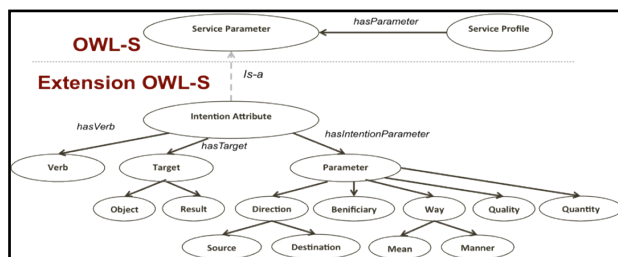 hasParameter
Service Parameter
Service Profile
OWL-S
Is-a
Extension OWL-S
Intention Attribute
hasVerb
hasTarget
hasIntentionParameter
Verb
Target
Parameter
Object
Result
Direction
Benificiary
Way
Quality
Quantity
Source
Destination
Mean
Manner